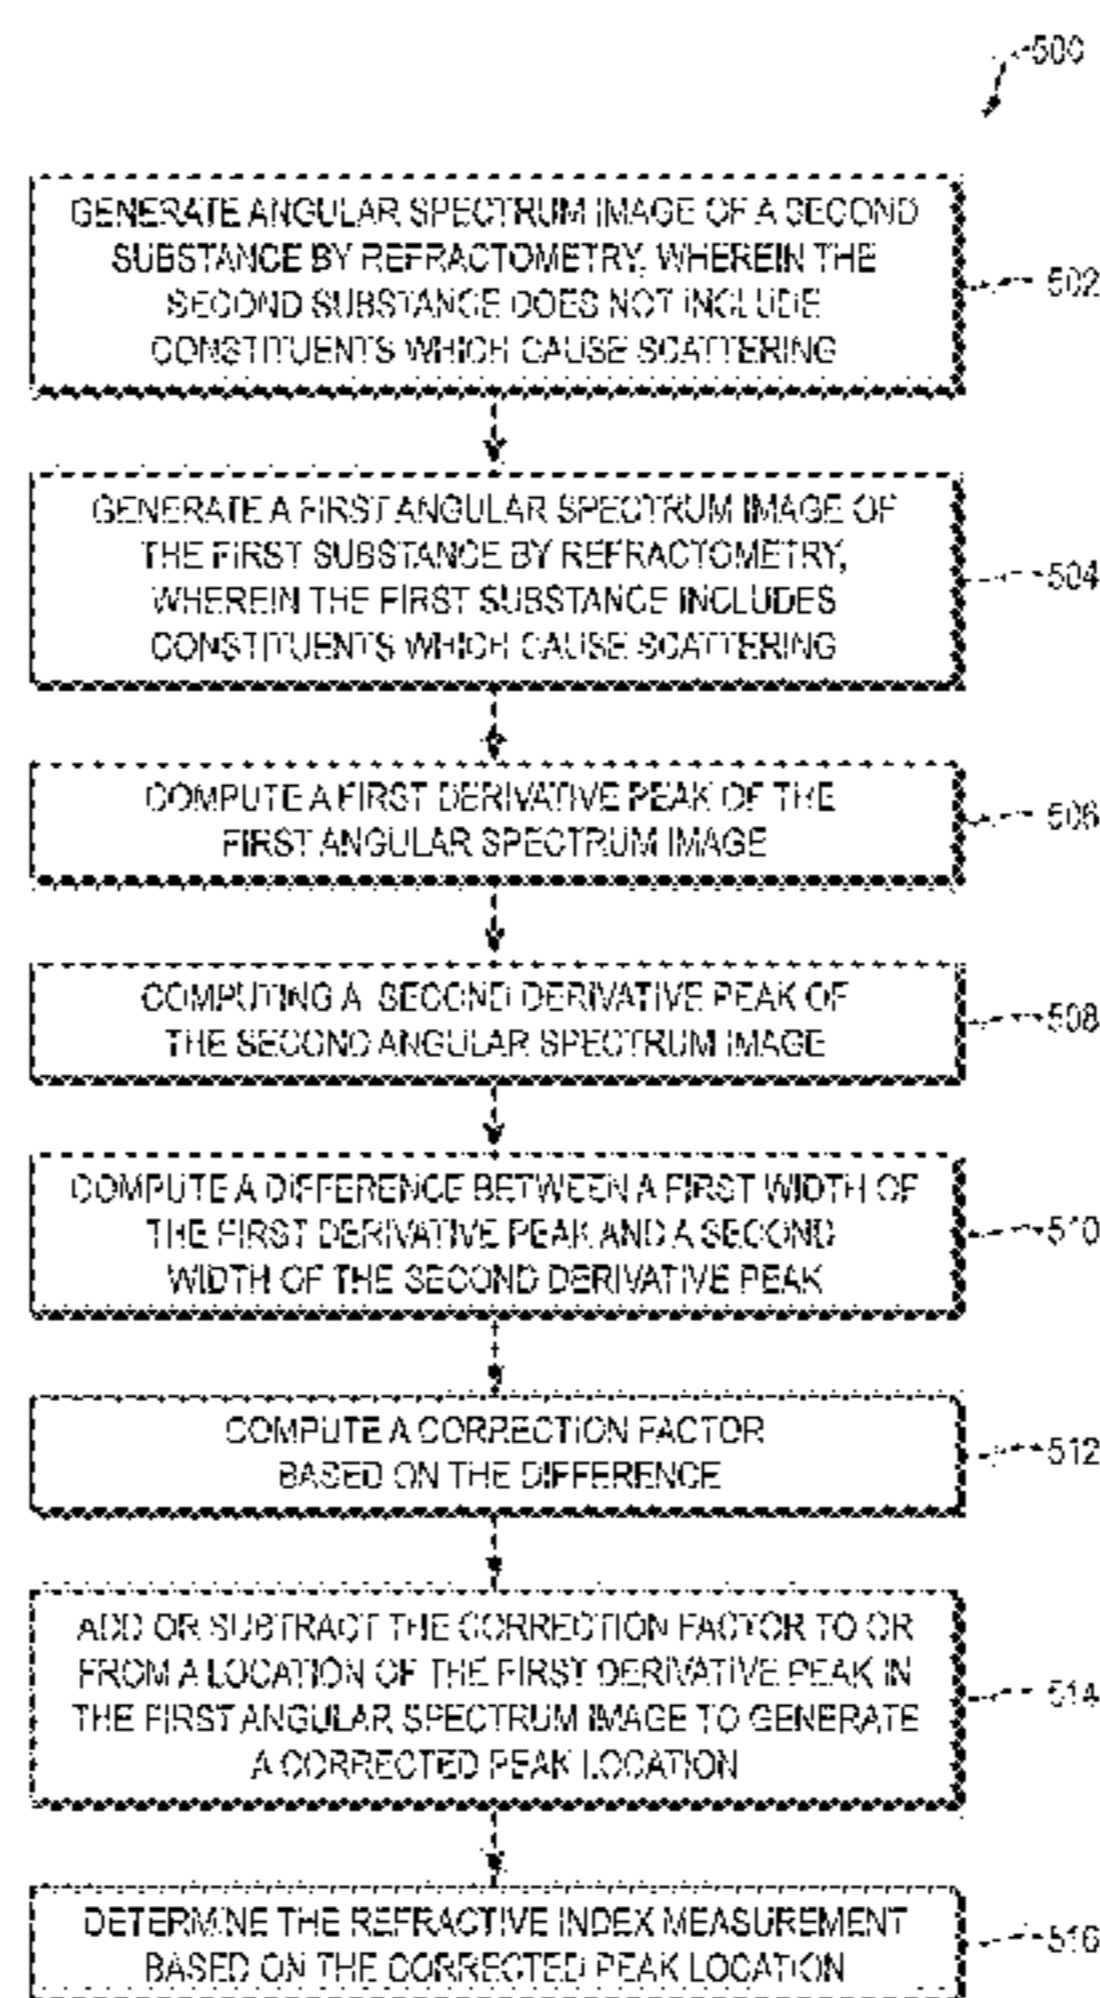 500
GENERATE ANGULAR SPECTRUM IMAGE OF A SECOND
SUBSTANCE BY REFRACTOMETRY, WHEREIN THE
SECOND SUBSTANCE DOES NOT INCLUDE
CONSTITUENTS WHICH CAUSE SCATTERING
502
GENERATE A FIRST ANGULAR SPECTRUM IMAGE OF
THE FIRST SUBSTANCE BY REFRACTOMETRY,
WHEREIN THE FIRST SUBSTANCE INCLUDES
CONSTITUENTS WHICH CAUSE SCATTERING
504
COMPUTE A FIRST DERIVATIVE PEAK OF THE
FIRST ANGULAR SPECTRUM IMAGE
506
COMPUTING A SECOND DERIVATIVE PEAK OF
THE SECOND ANGULAR SPECTRUM IMAGE
508
COMPUTE A DIFFERENCE BETWEEN A FIRST WIDTH OF
THE FIRST DERIVATIVE PEAK AND A SECOND
WIDTH OF THE SECOND DERIVATIVE PEAK
510
COMPUTE A CORRECTION FACTOR
BASED ON THE DIFFERENCE
512
ADD OR SUBTRACT THE CORRECTION FACTOR TO OR
FROM A LOCATION OF THE FIRST DERIVATIVE PEAK IN
THE FIRST ANGULAR SPECTRUM IMAGE TO GENERATE
A CORRECTED PEAK LOCATION
514
DETERMINE THE REFRACTIVE INDEX MEASUREMENT
BASED ON THE CORRECTED PEAK LOCATION
516